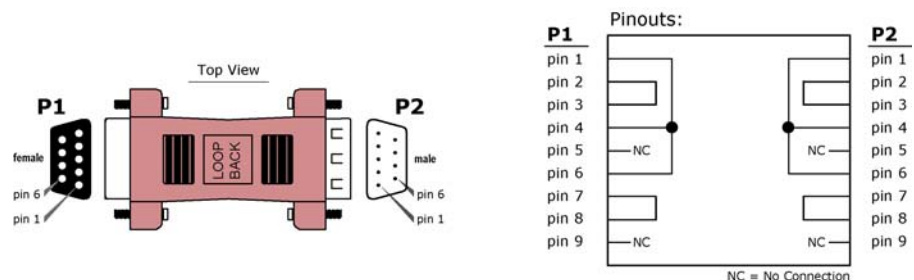 Top View
P1
P2
female
male
LOOP
BACK
pin 6
pin 1
pin 6
pin 1
Pinouts:
P1
P2
pin 1
pin 2
pin 3
pin 4
pin 5
pin 6
pin 7
pin 8
pin 9
NC
NC
NC
NC
pin 1
pin 2
pin 3
pin 4
pin 5
pin 6
pin 7
pin 8
pin 9
NC = No Connection